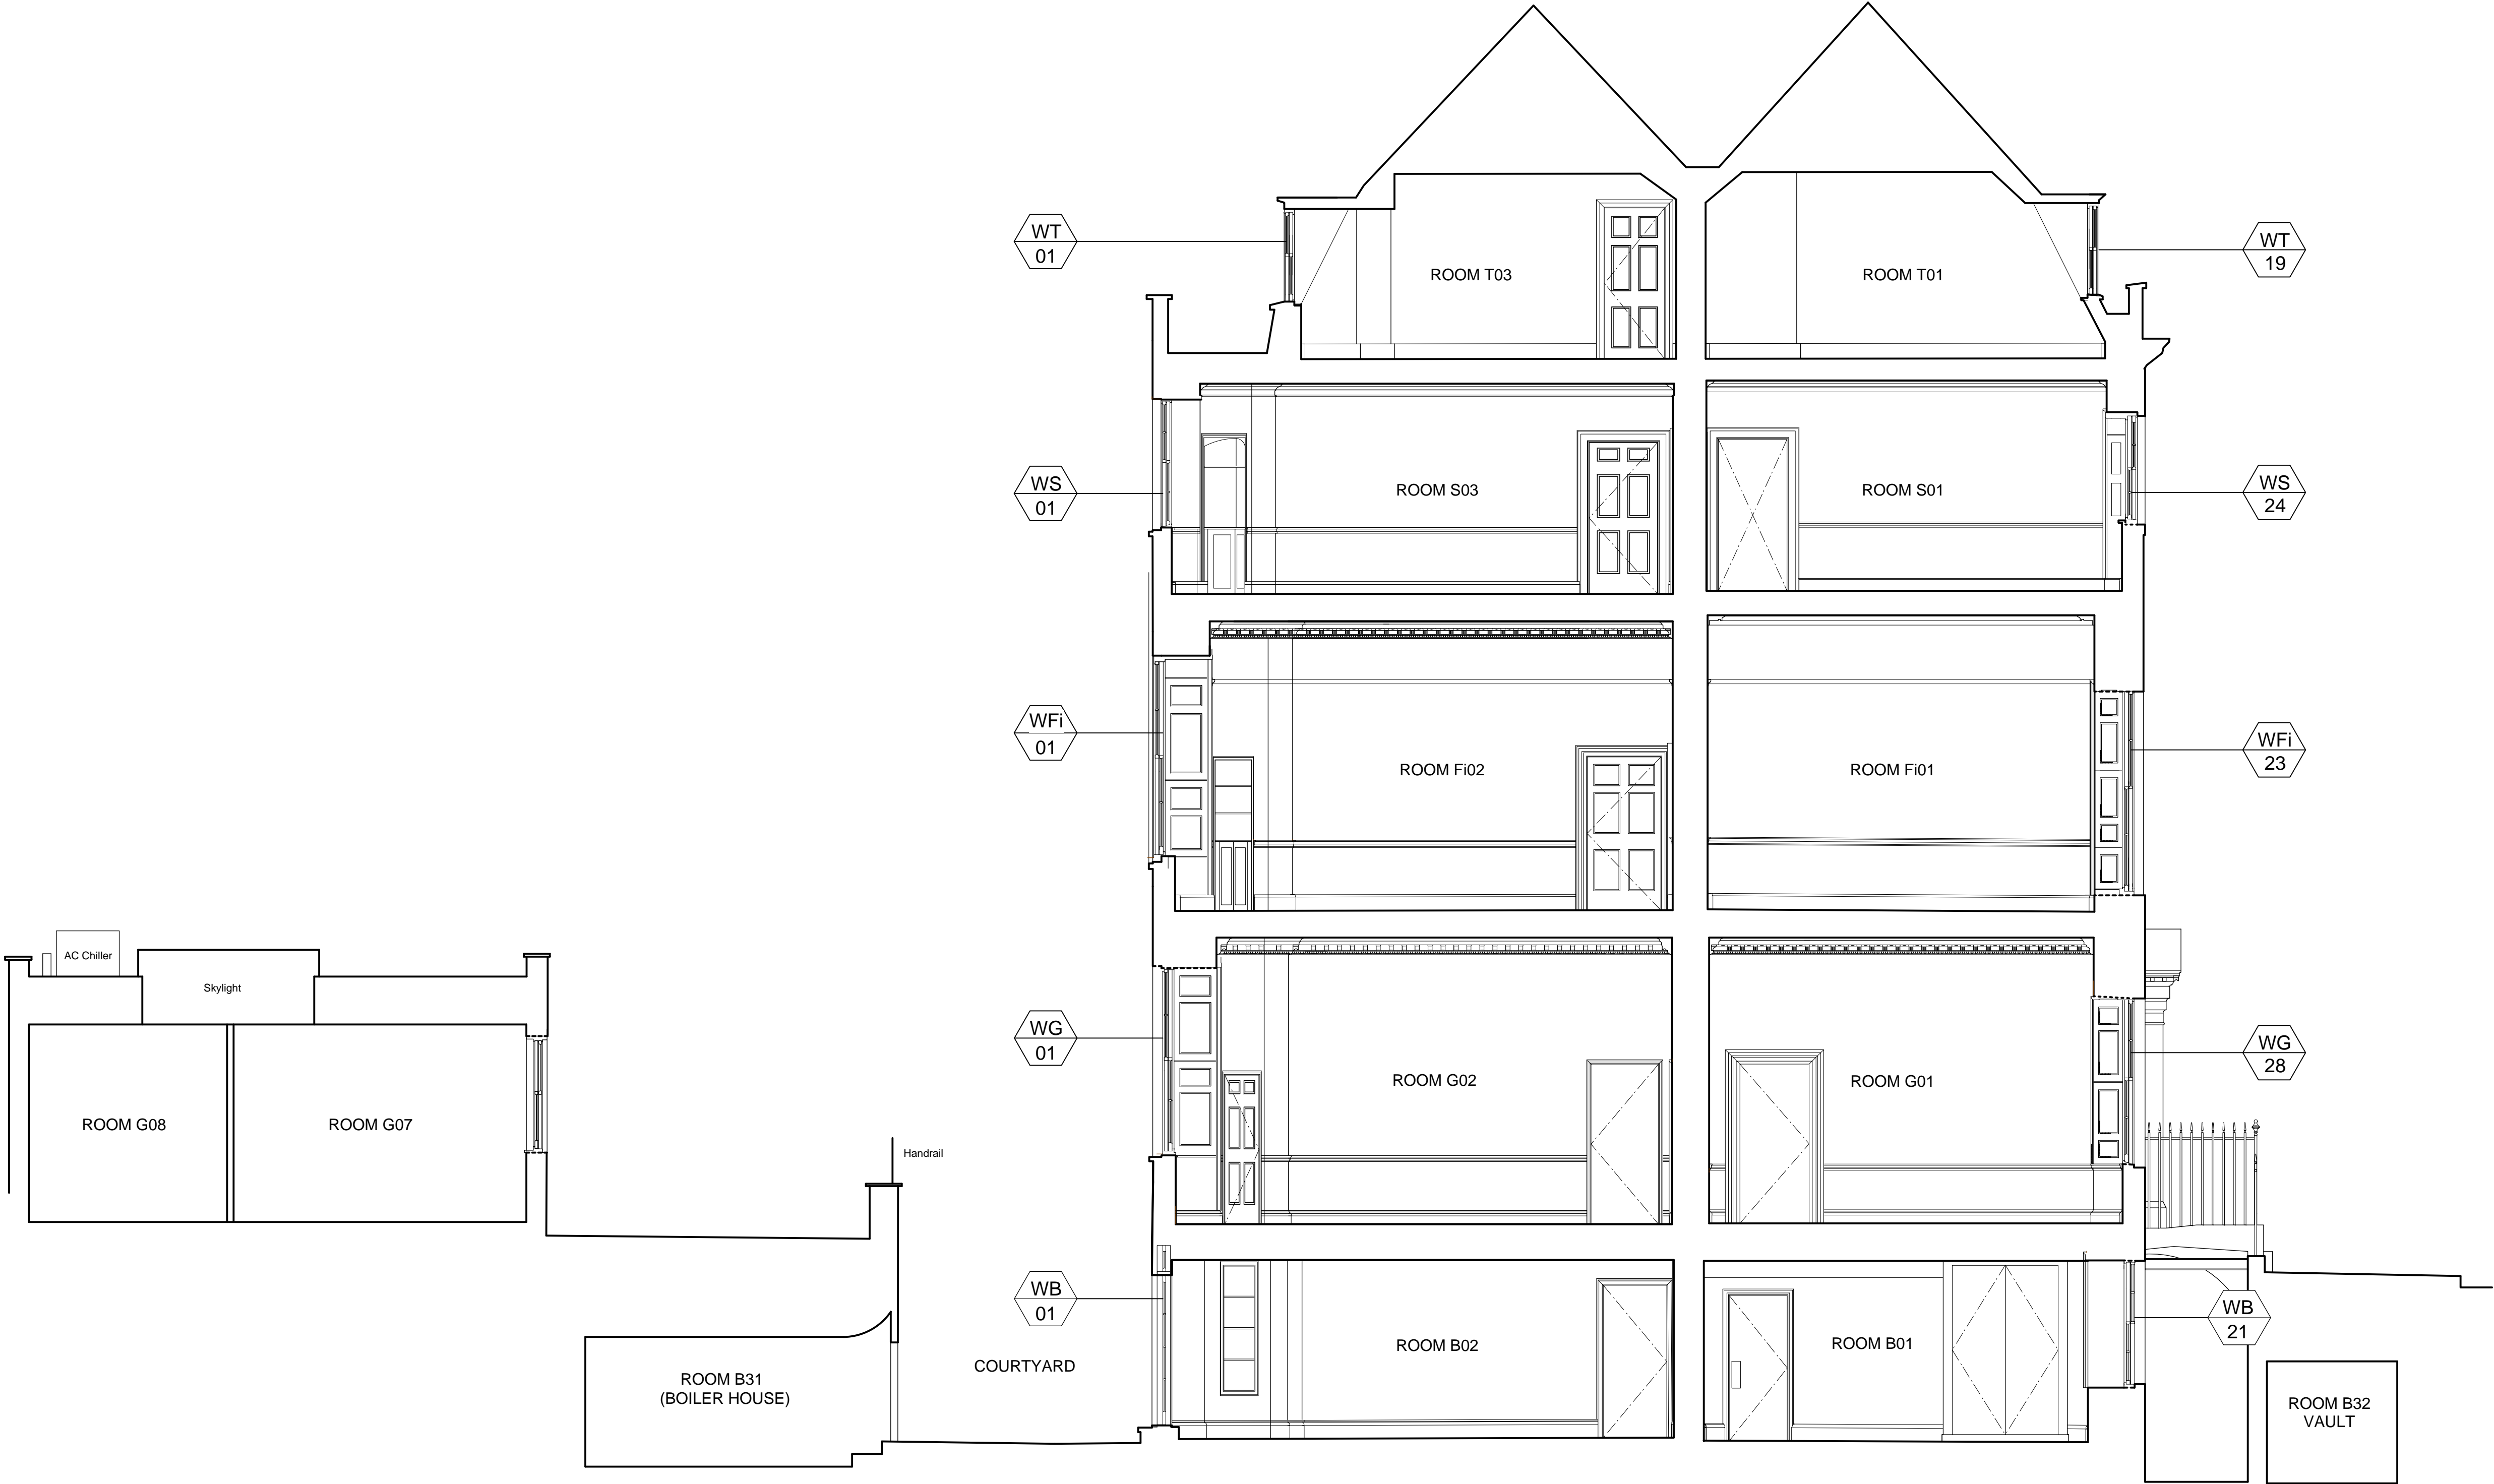 WT
01
ROOM T03
ROOM T01
WT
19
WS
01
ROOM S03
ROOM S01
WS
24
WFi
01
ROOM Fi02
ROOM Fi01
WFi
23
AC Chiller
Skylight
WG
01
ROOM G02
ROOM G01
WG
28
ROOM G08
ROOM G07
Handrail
WB
01
ROOM B02
ROOM B01
WB
21
COURTYARD
ROOM B31
(BOILER HOUSE)
ROOM B32
VAULT